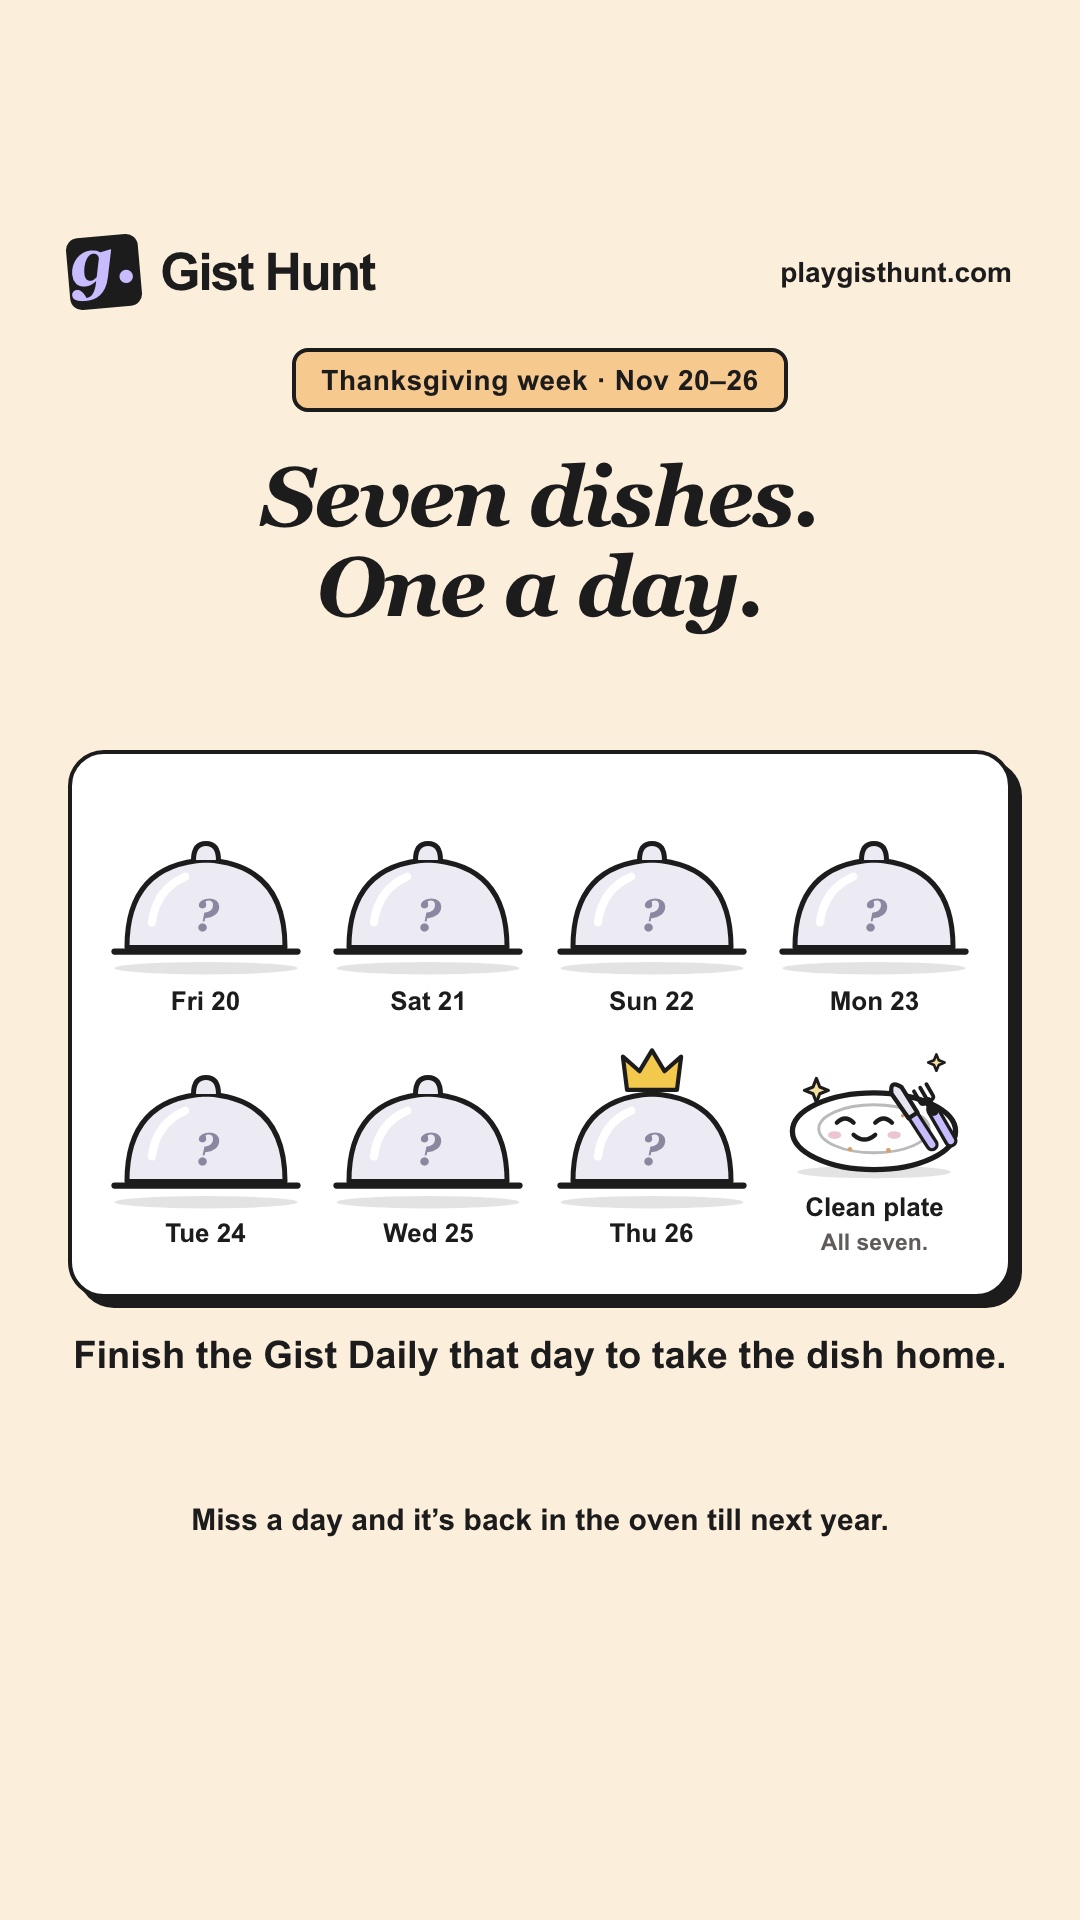 g.
Gist Hunt
playgisthunt.com
Thanksgiving week · Nov 20–26
Seven dishes.
One a day.
? ? ? ?
Fri 20 Sat 21 Sun 22 Mon 23
? ? ?
Tue 24 Wed 25 Thu 26 Clean plate
All seven.
Finish the Gist Daily that day to take the dish home.
Miss a day and it’s back in the oven till next year.